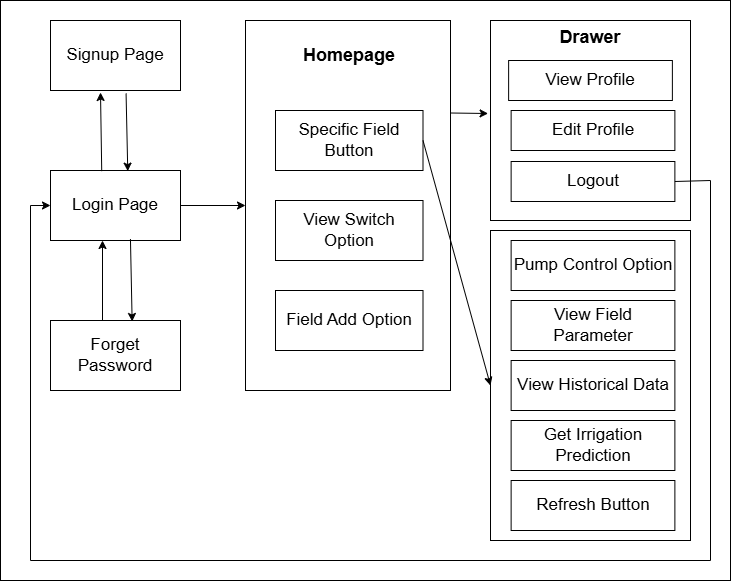 Signup Page
Login Page
Forget
Password
Homepage
Specific Field
Button
View Switch
Option
Field Add Option
Drawer
View Profile
Edit Profile
Logout
Pump Control Option
View Field
Parameter
View Historical Data
Get Irrigation
Prediction
Refresh Button